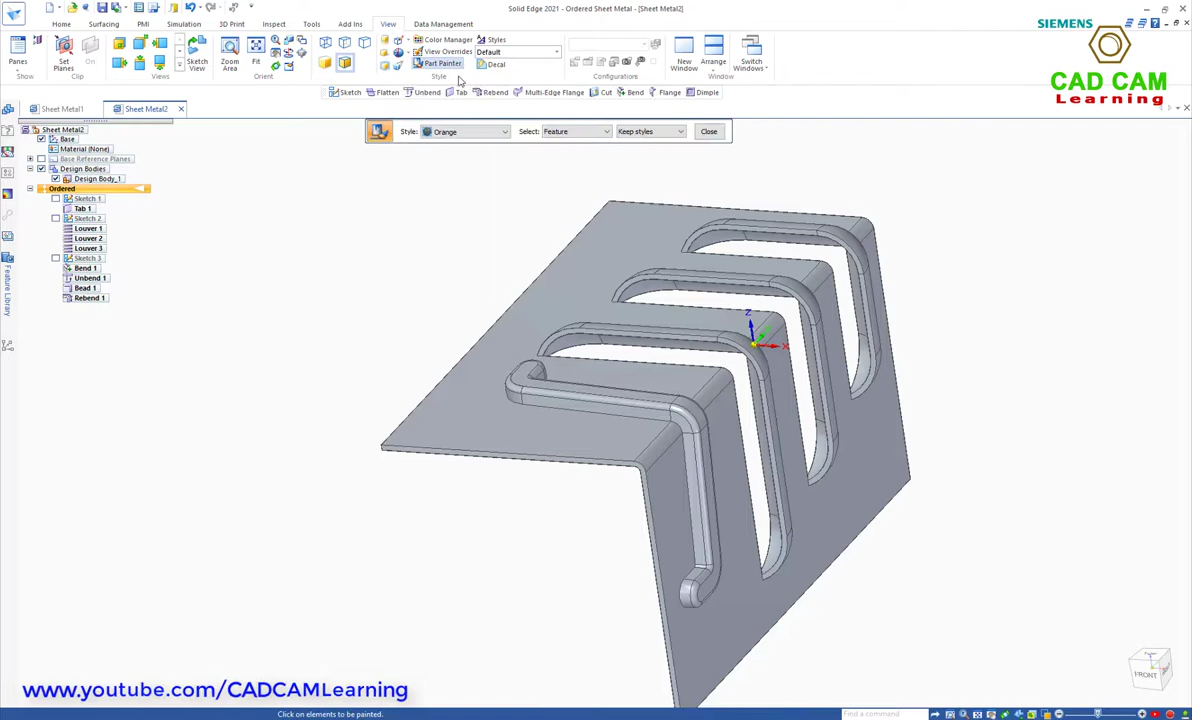 Solid Edge 2021 - Ordered Sheet Metal - [Sheet Metal2]
Home Surfacing PMI Simulation 3D Print Inspect Tools Add Ins View Data Management
SIEMENS
Panes
Set Planes
Clip On
Sketch View
Zoom Area
Fit
Color Manager
View Overrides
Part Painter
Styles
Default
Decal
New Window
Arrange
Switch Windows
Show Clip Views Orient Style Configurations Window
CAD CAM
Learning
Sketch Flatten Unbend Tab Rebend Multi-Edge Flange Cut Bend Flange Dimple
Sheet Metal1 Sheet Metal2
Style: Orange Select: Feature Keep styles Close
Sheet Metal2
Base
Material (None)
Base Reference Planes
Design Bodies
Design Body_1
Ordered
Sketch 1
Tab 1
Sketch 2
Louver 1
Louver 2
Louver 3
Sketch 3
Bend 1
Unbend 1
Bead 1
Rebend 1
Feature Library
Z
X
FRONT
www.youtube.com/CADCAMLearning
Click on elements to be painted.
Find a command